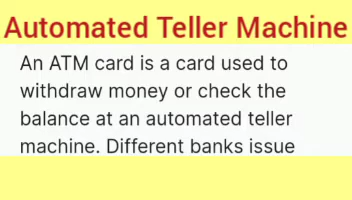 Automated Teller Machine
An ATM card is a card used to
withdraw money or check the
balance at an automated teller
machine. Different banks issue